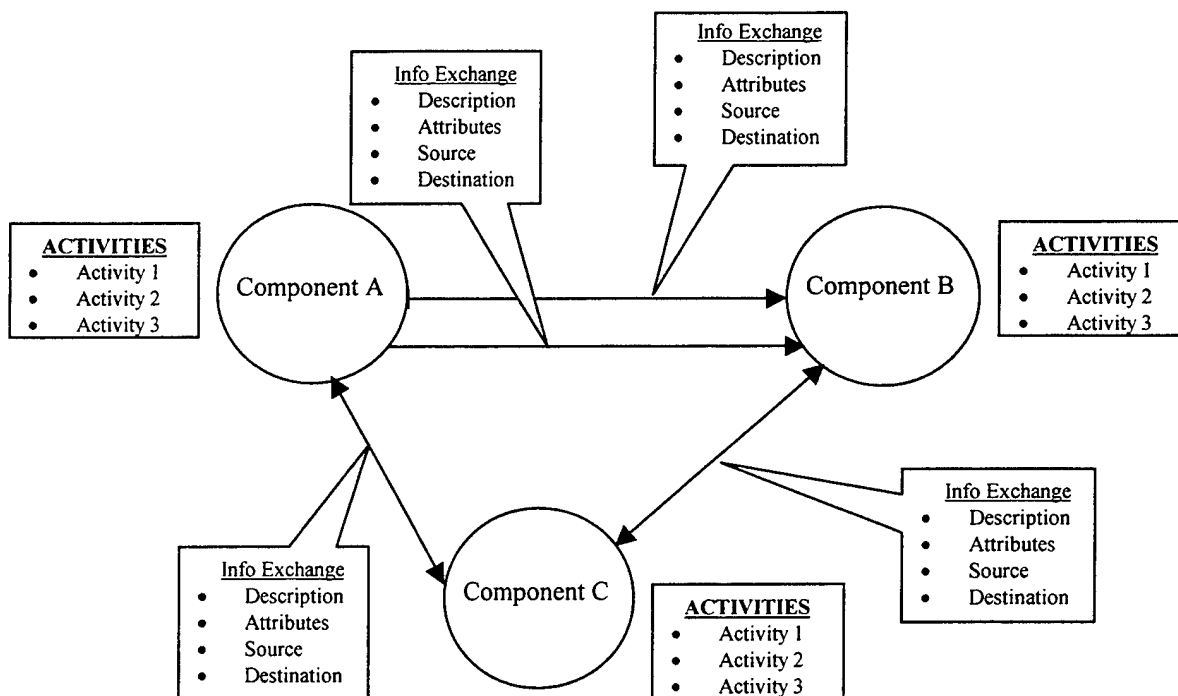 Info Exchange
• Description
• Attributes
• Source
• Destination
Info Exchange
• Description
• Attributes
• Source
• Destination
ACTIVITIES
• Activity 1
• Activity 2
• Activity 3
Component A
Component B
ACTIVITIES
• Activity 1
• Activity 2
• Activity 3
Info Exchange
• Description
• Attributes
• Source
• Destination
Component C
Info Exchange
• Description
• Attributes
• Source
• Destination
ACTIVITIES
• Activity 1
• Activity 2
• Activity 3